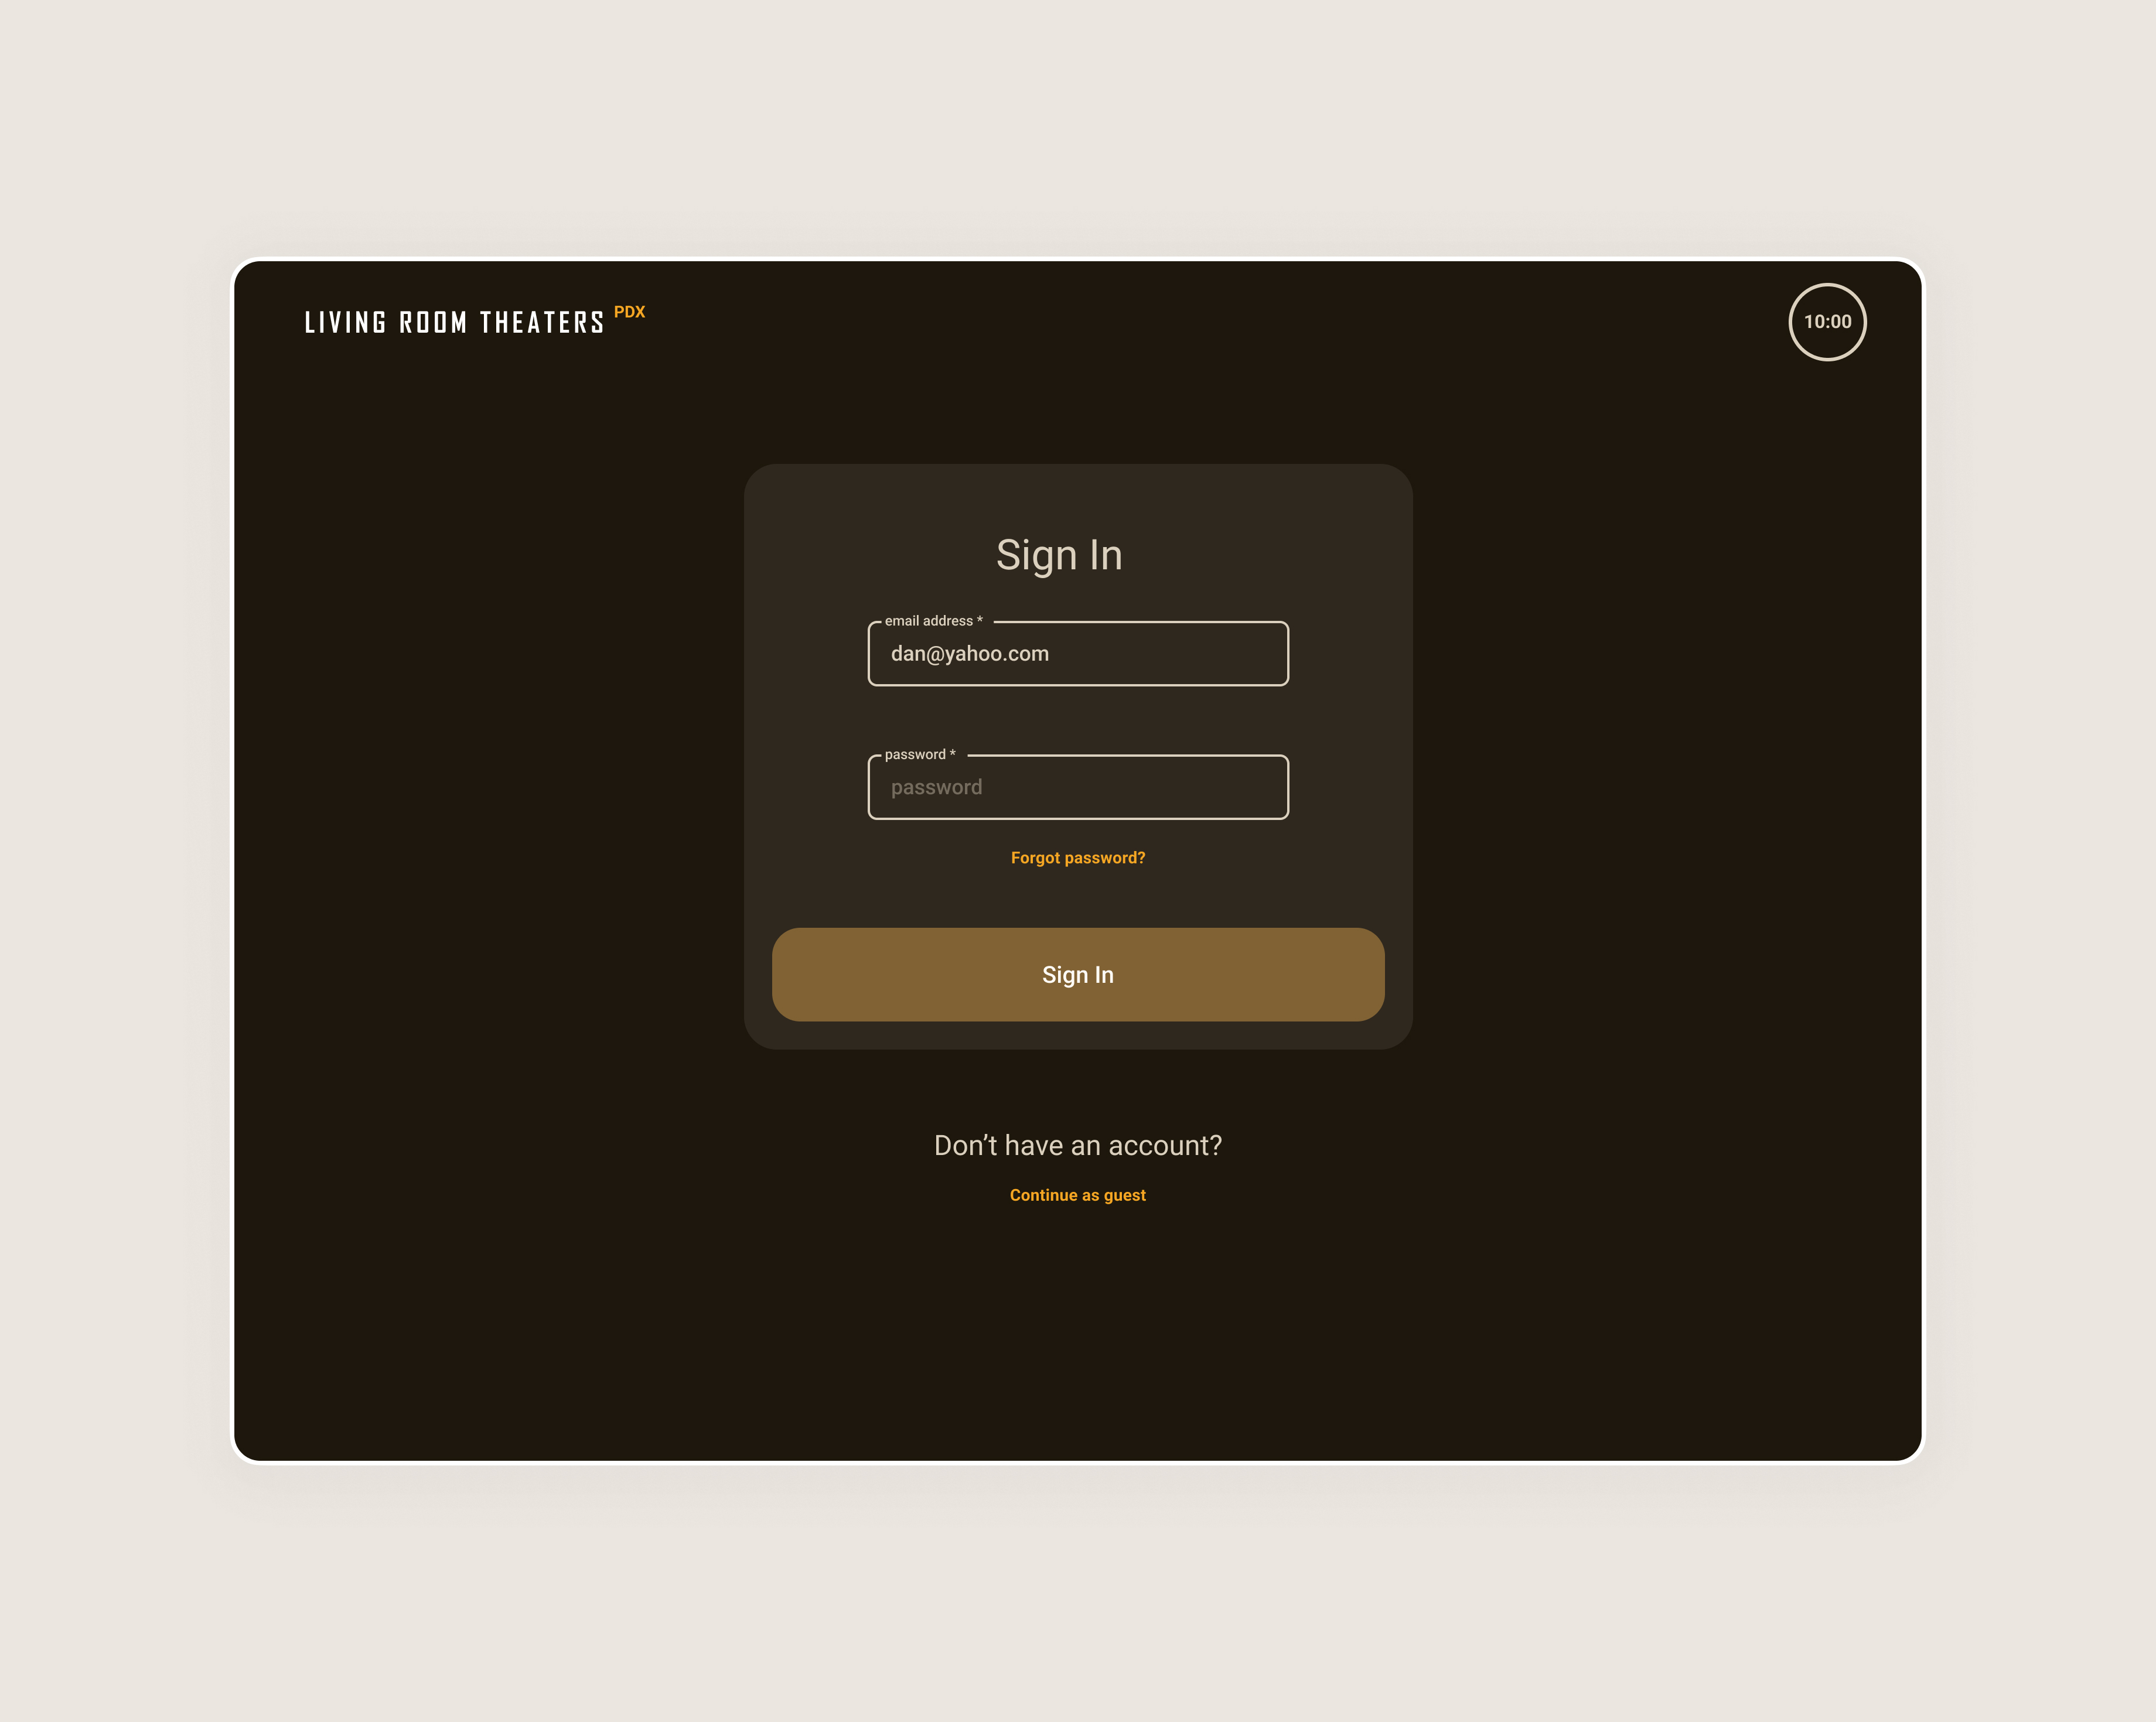 LIVING ROOM THEATERS PDX
10:00
Sign In
email address *
dan@yahoo.com
password *
password
Forgot password?
Sign In
Don’t have an account?
Continue as guest